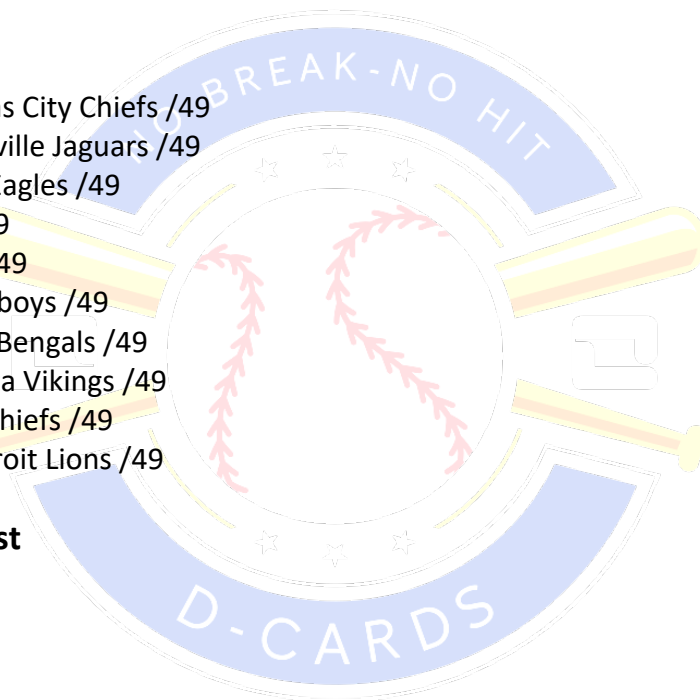 NO BREAK-NO HIT
s City Chiefs /49
ville Jaguars /49
Eagles /49
9
49
boys /49
Bengals /49
a Vikings /49
hiefs /49
roit Lions /49
st
D-CARDS